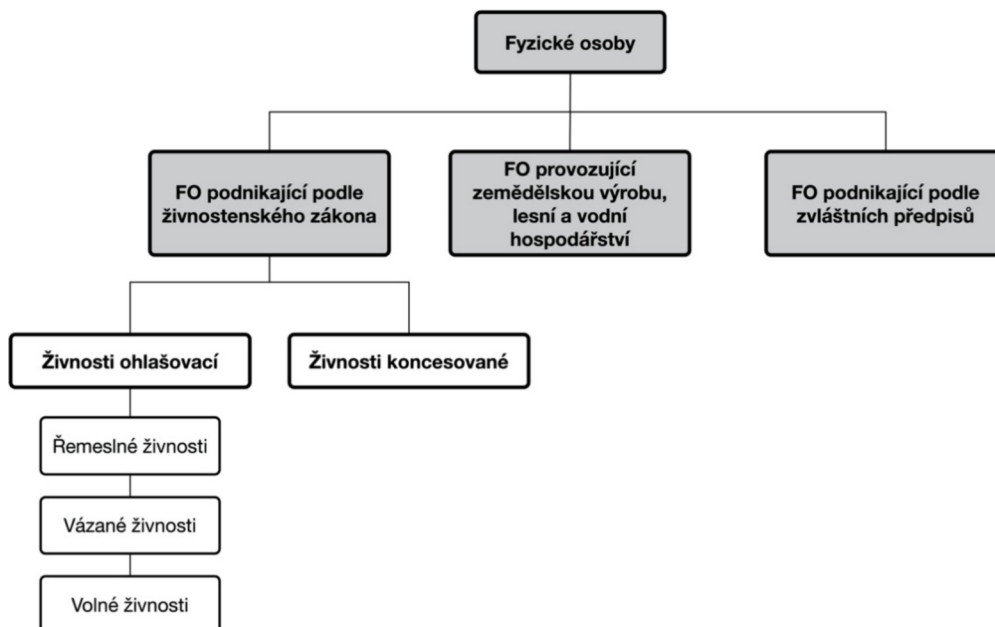 Fyzické osoby
FO podnikající podle
živnostenského zákona
FO provozující
zemědělskou výrobu,
lesní a vodní
hospodářství
FO podnikající podle
zvláštních předpisů
Živnosti ohlašovací
Živnosti koncesované
Řemeslné živnosti
Vázané živnosti
Volné živnosti